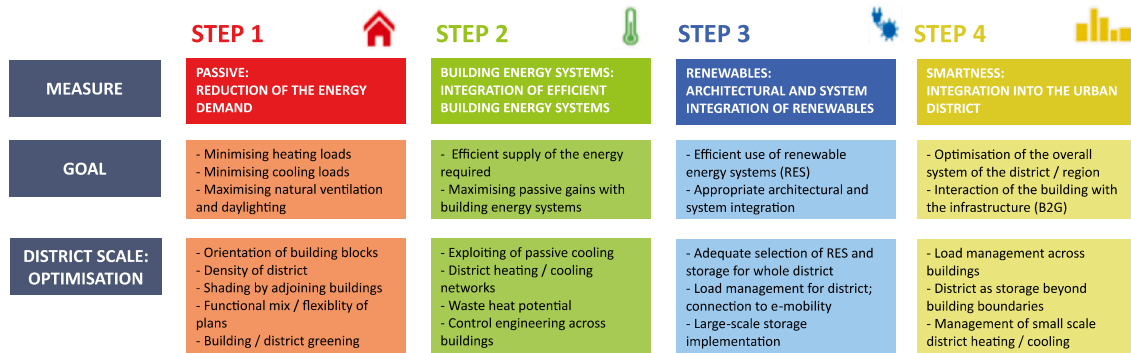 STEP 1
STEP 2
STEP 3
STEP 4
MEASURE
PASSIVE:
REDUCTION OF THE ENERGY
DEMAND
BUILDING ENERGY SYSTEMS:
INTEGRATION OF EFFICIENT
BUILDING ENERGY SYSTEMS
RENEWABLES:
ARCHITECTURAL AND SYSTEM
INTEGRATION OF RENEWABLES
SMARTNESS:
INTEGRATION INTO THE URBAN
DISTRICT
GOAL
- Minimising heating loads
- Minimising cooling loads
- Maximising natural ventilation
and daylighting
- Efficient supply of the energy
required
- Maximising passive gains with
building energy systems
- Efficient use of renewable
energy systems (RES)
- Appropriate architectural and
system integration
- Optimisation of the overall
system of the district / region
- Interaction of the building with
the infrastructure (B2G)
DISTRICT SCALE:
OPTIMISATION
- Orientation of building blocks
- Density of district
- Shading by adjoining buildings
- Functional mix / flexiblity of
plans
- Building / district greening
- Exploiting of passive cooling
- District heating / cooling
networks
- Waste heat potential
- Control engineering across
buildings
- Adequate selection of RES and
storage for whole district
- Load management for district;
connection to e-mobility
- Large-scale storage
implementation
- Load management across
buildings
- District as storage beyond
building boundaries
- Management of small scale
district heating / cooling